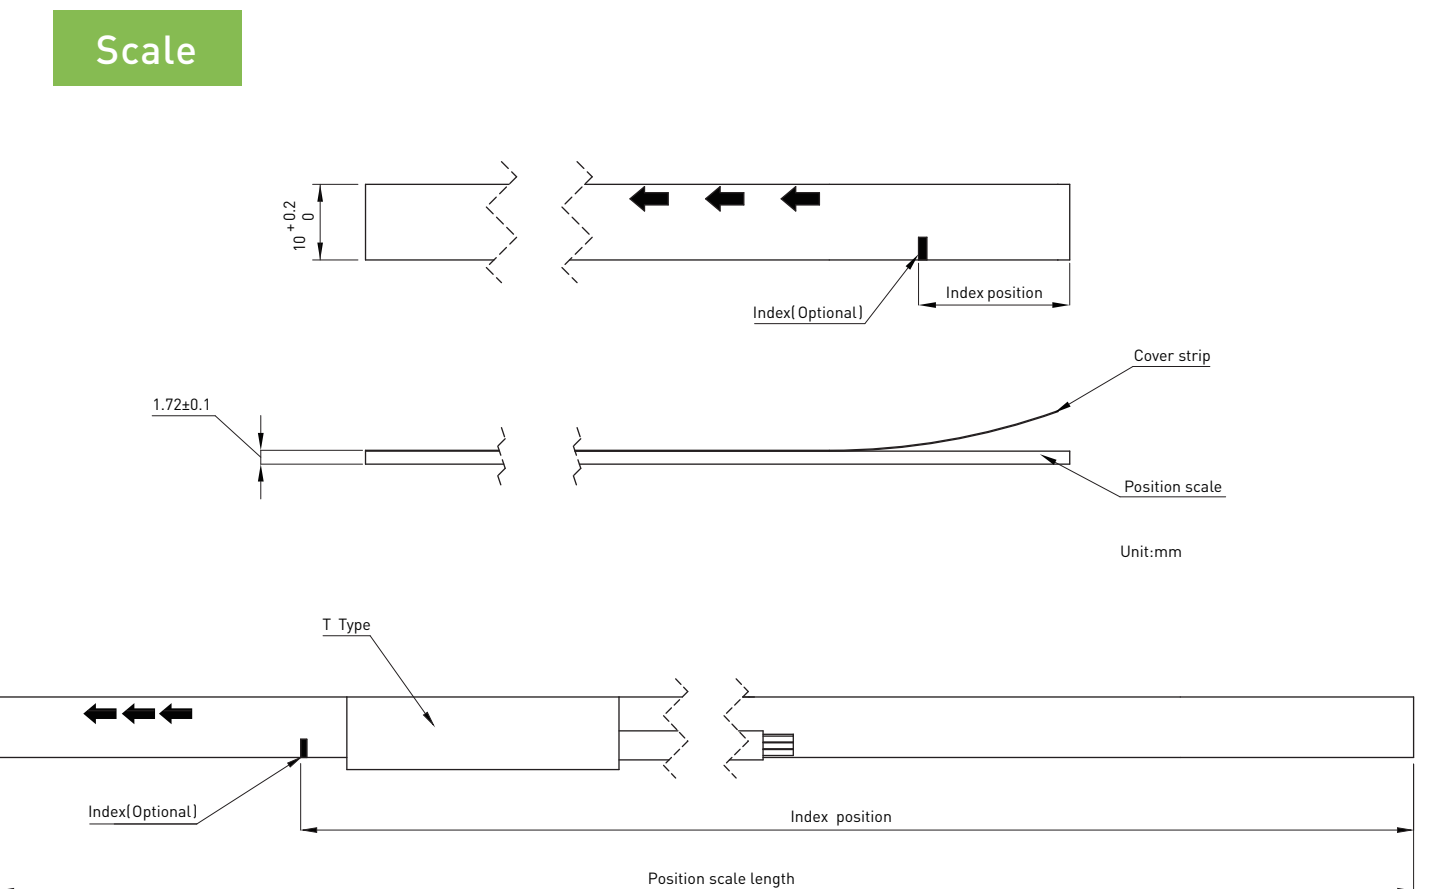 Scale
10 + 0.2
0
Index position
Index(Optional)
Cover strip
1.72±0.1
Position scale
Unit:mm
T Type
Index(Optional)
Index position
Position scale length